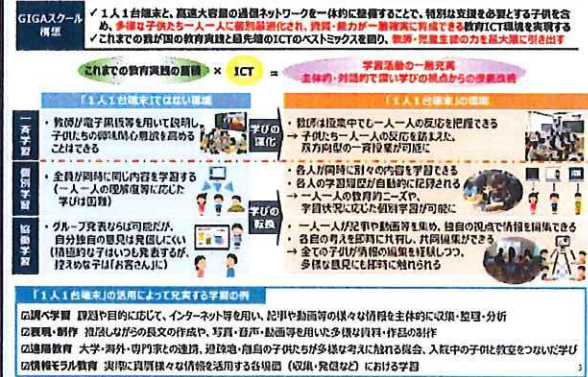 GIGAスクール
構想
✓1人1台端末と、高速大容量の通信ネットワークを一体的に整備することで、特別な支援を必要とする子供を含
め、多様な子供たち一人一人に個別最適化され、資質・能力が一層確実に育成できる教育ICT環境を実現する
✓これまでの我が国の教育実践と最先端のICTのベストミックスを図り、教師・児童生徒の力を最大限に引き出す
これまでの教育実践の蓄積 × ICT =
学習活動の一層充実
主体的・対話的で深い学びの視点からの授業改善
「1人1台端末」ではない環境
「1人1台端末」の環境
一斉学習
・教師が電子黒板等を用いて説明し、
子供たちの興味関心意欲を高める
ことはできる
学びの
深化
・教師は授業中でも一人一人の反応を把握できる
→子供たち一人一人の反応を踏まえた、
双方向型の一斉授業が可能に
個別学習
・全員が同時に同じ内容を学習する
(一人一人の理解度等に応じた
学びは困難)
学びの
転換
・各人が同時に別々の内容を学習できる
・各人の学習履歴が自動的に記録される
→一人一人の教育的ニーズや、
学習状況に応じた個別学習が可能に
協働学習
・グループ発表ならば可能だが、
自分独自の意見は発信しにくい
(積極的な子はいつも発表するが、
控えめな子は「お客さん」に)
・一人一人が記事や動画等を集め、独自の視点で情報を編集できる
・各自の考えを即時に共有し、共同編集ができる
→全ての子供が情報の編集を経験しつつ、
多様な意見にも即時に触れられる
「1人1台端末」の活用によって充実する学習の例
☑調べ学習 課題や目的に応じて、インターネット等を用い、記事や動画等の様々な情報を主体的に収集・整理・分析
☑表現・制作 推敲しながらの長文の作成や、写真・音声・動画等を用いた多様な資料・作品の制作
☑遠隔教育 大学・海外・専門家との連携、過疎地・離島の子供たちが多様な考えに触れる機会、入院中の子供と教室をつないだ学び
☑情報モラル教育 実際に真贋様々な情報を活用する各場面(収集・発信など)における学習